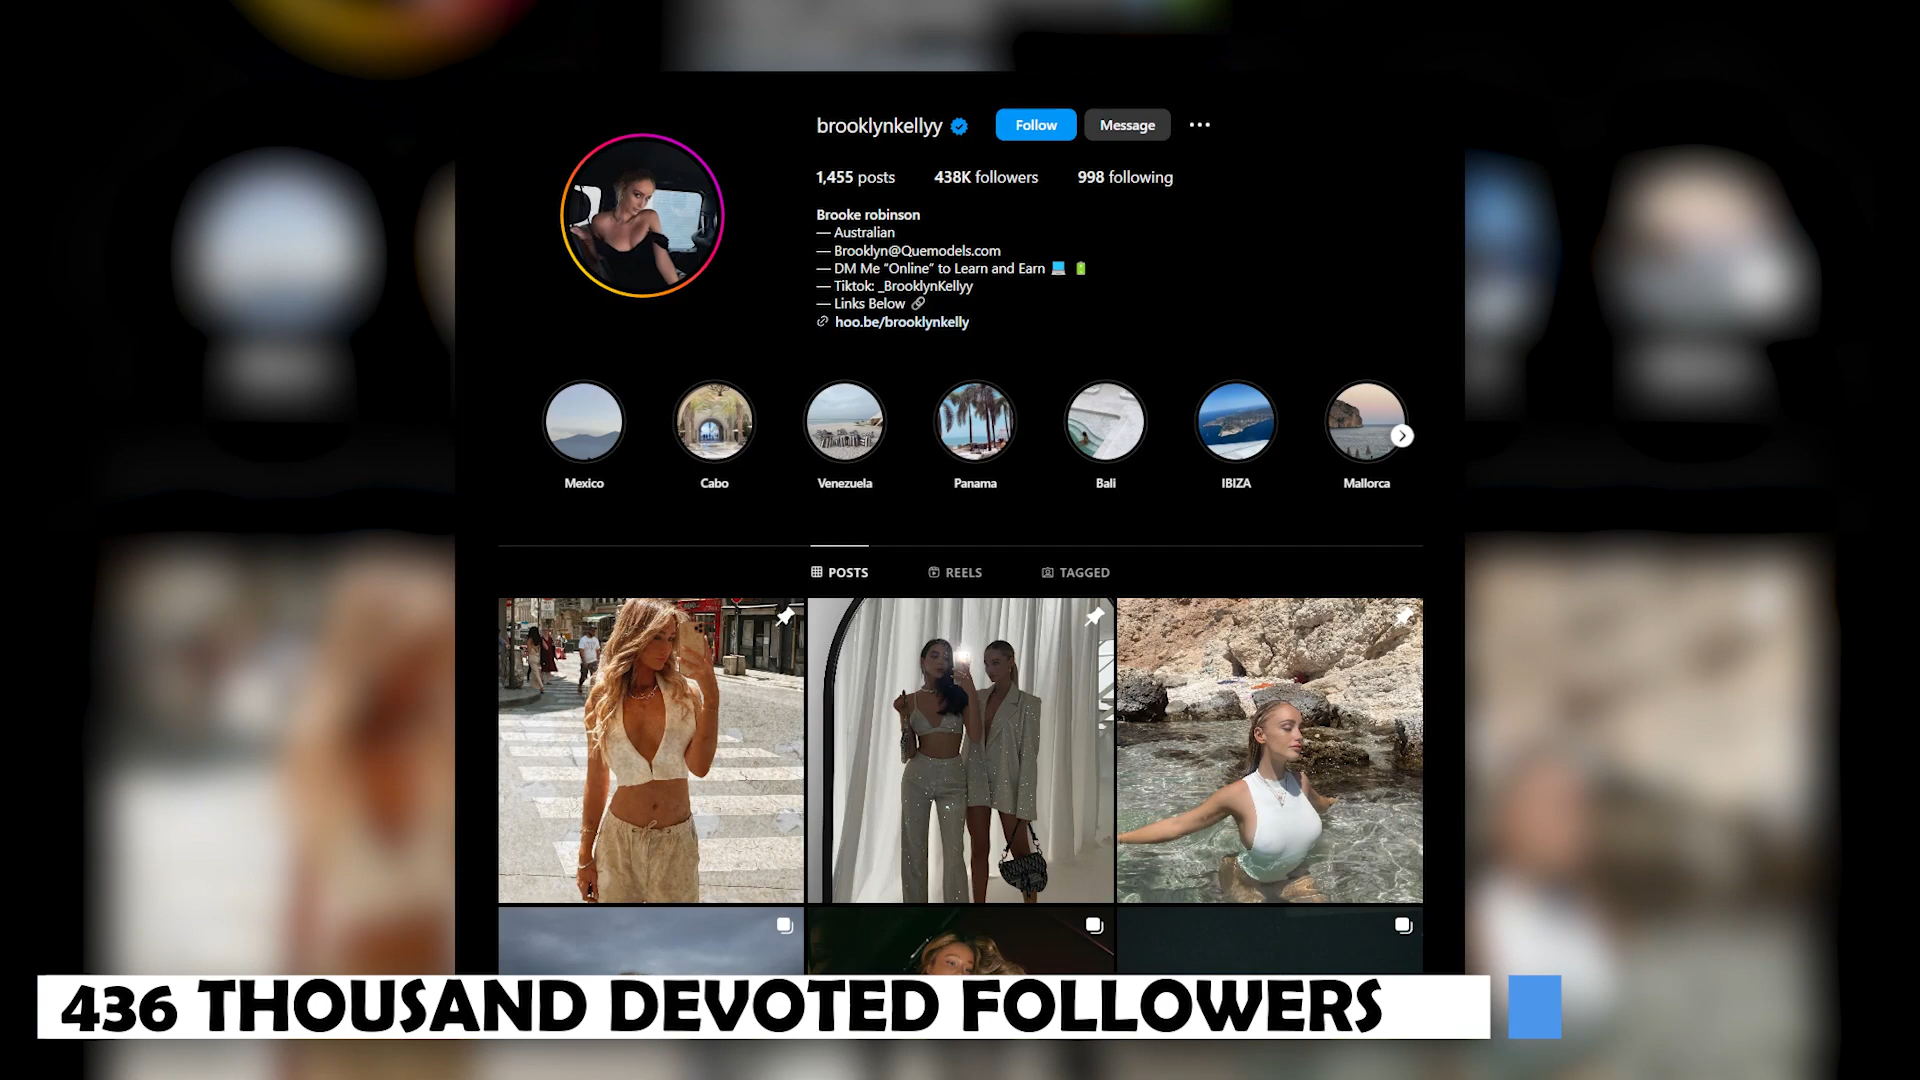 brooklynkellyy
Follow
Message
1,455 posts
438K followers
998 following
Brooke robinson
— Australian
— Brooklyn@Quemodels.com
— DM Me “Online” to Learn and Earn 💻 🔋
— Tiktok: _BrooklynKellyy
— Links Below 🔗
hoo.be/brooklynkelly
Mexico
Cabo
Venezuela
Panama
Bali
IBIZA
Mallorca
POSTS
REELS
TAGGED
436 THOUSAND DEVOTED FOLLOWERS